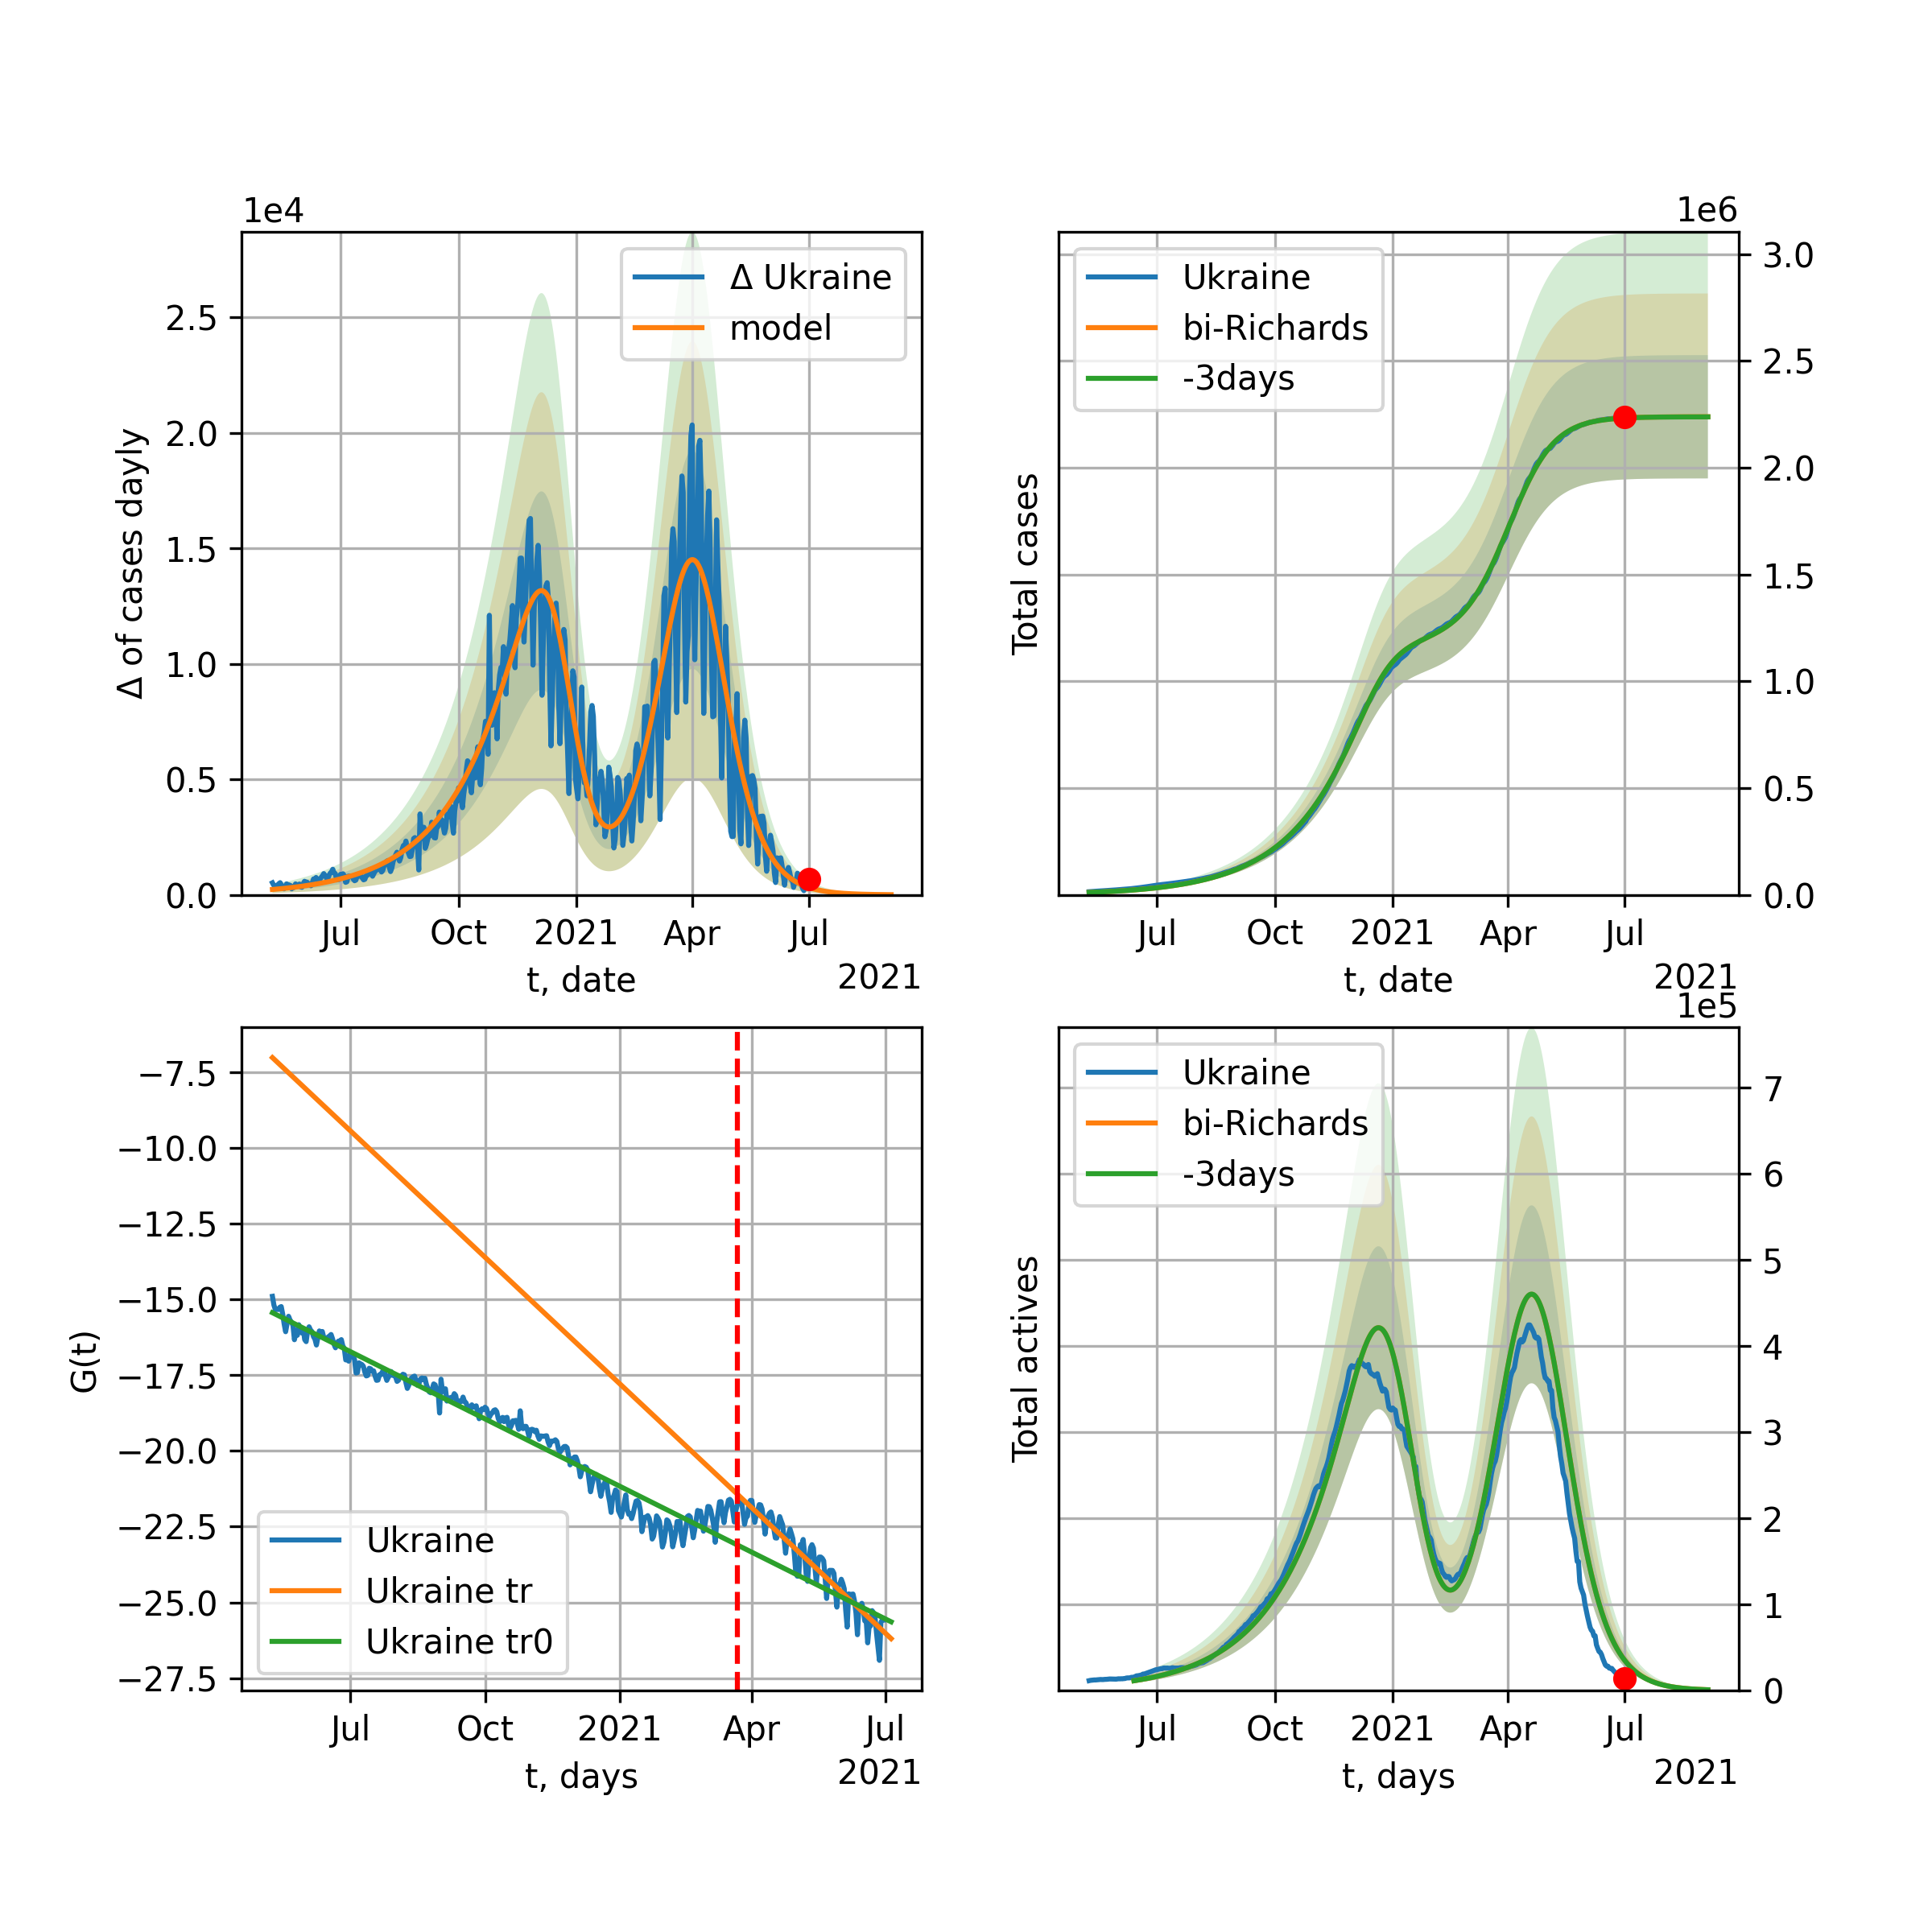 1e4
Δ Ukraine
model
2.5
2.0
1.5
1.0
0.5
0.0
Δ of cases dayly
Jul Oct 2021 Apr Jul
t, date
2021
1e6
Ukraine
bi-Richards
-3days
3.0
2.5
2.0
1.5
1.0
0.5
0.0
Total cases
Jul Oct 2021 Apr Jul
t, date
2021
−7.5
−10.0
−12.5
−15.0
−17.5
−20.0
−22.5
−25.0
−27.5
G(t)
Ukraine
Ukraine tr
Ukraine tr0
Jul Oct 2021 Apr Jul
t, days
2021
1e5
Ukraine
bi-Richards
-3days
7
6
5
4
3
2
1
0
Total actives
Jul Oct 2021 Apr Jul
t, days
2021